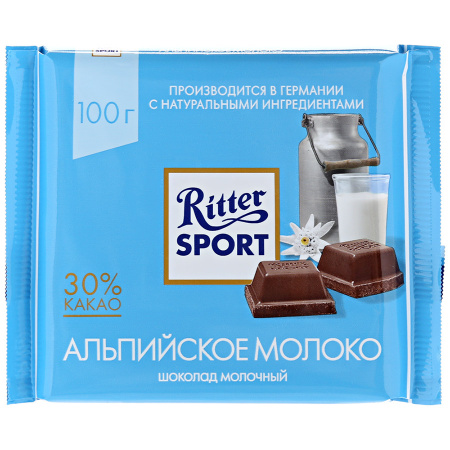 ПРОИЗВОДИТСЯ В ГЕРМАНИИ
С НАТУРАЛЬНЫМИ ИНГРЕДИЕНТАМИ
100 г
Ritter
SPORT
30%
КАКАО
АЛЬПИЙСКОЕ МОЛОКО
ШОКОЛАД МОЛОЧНЫЙ